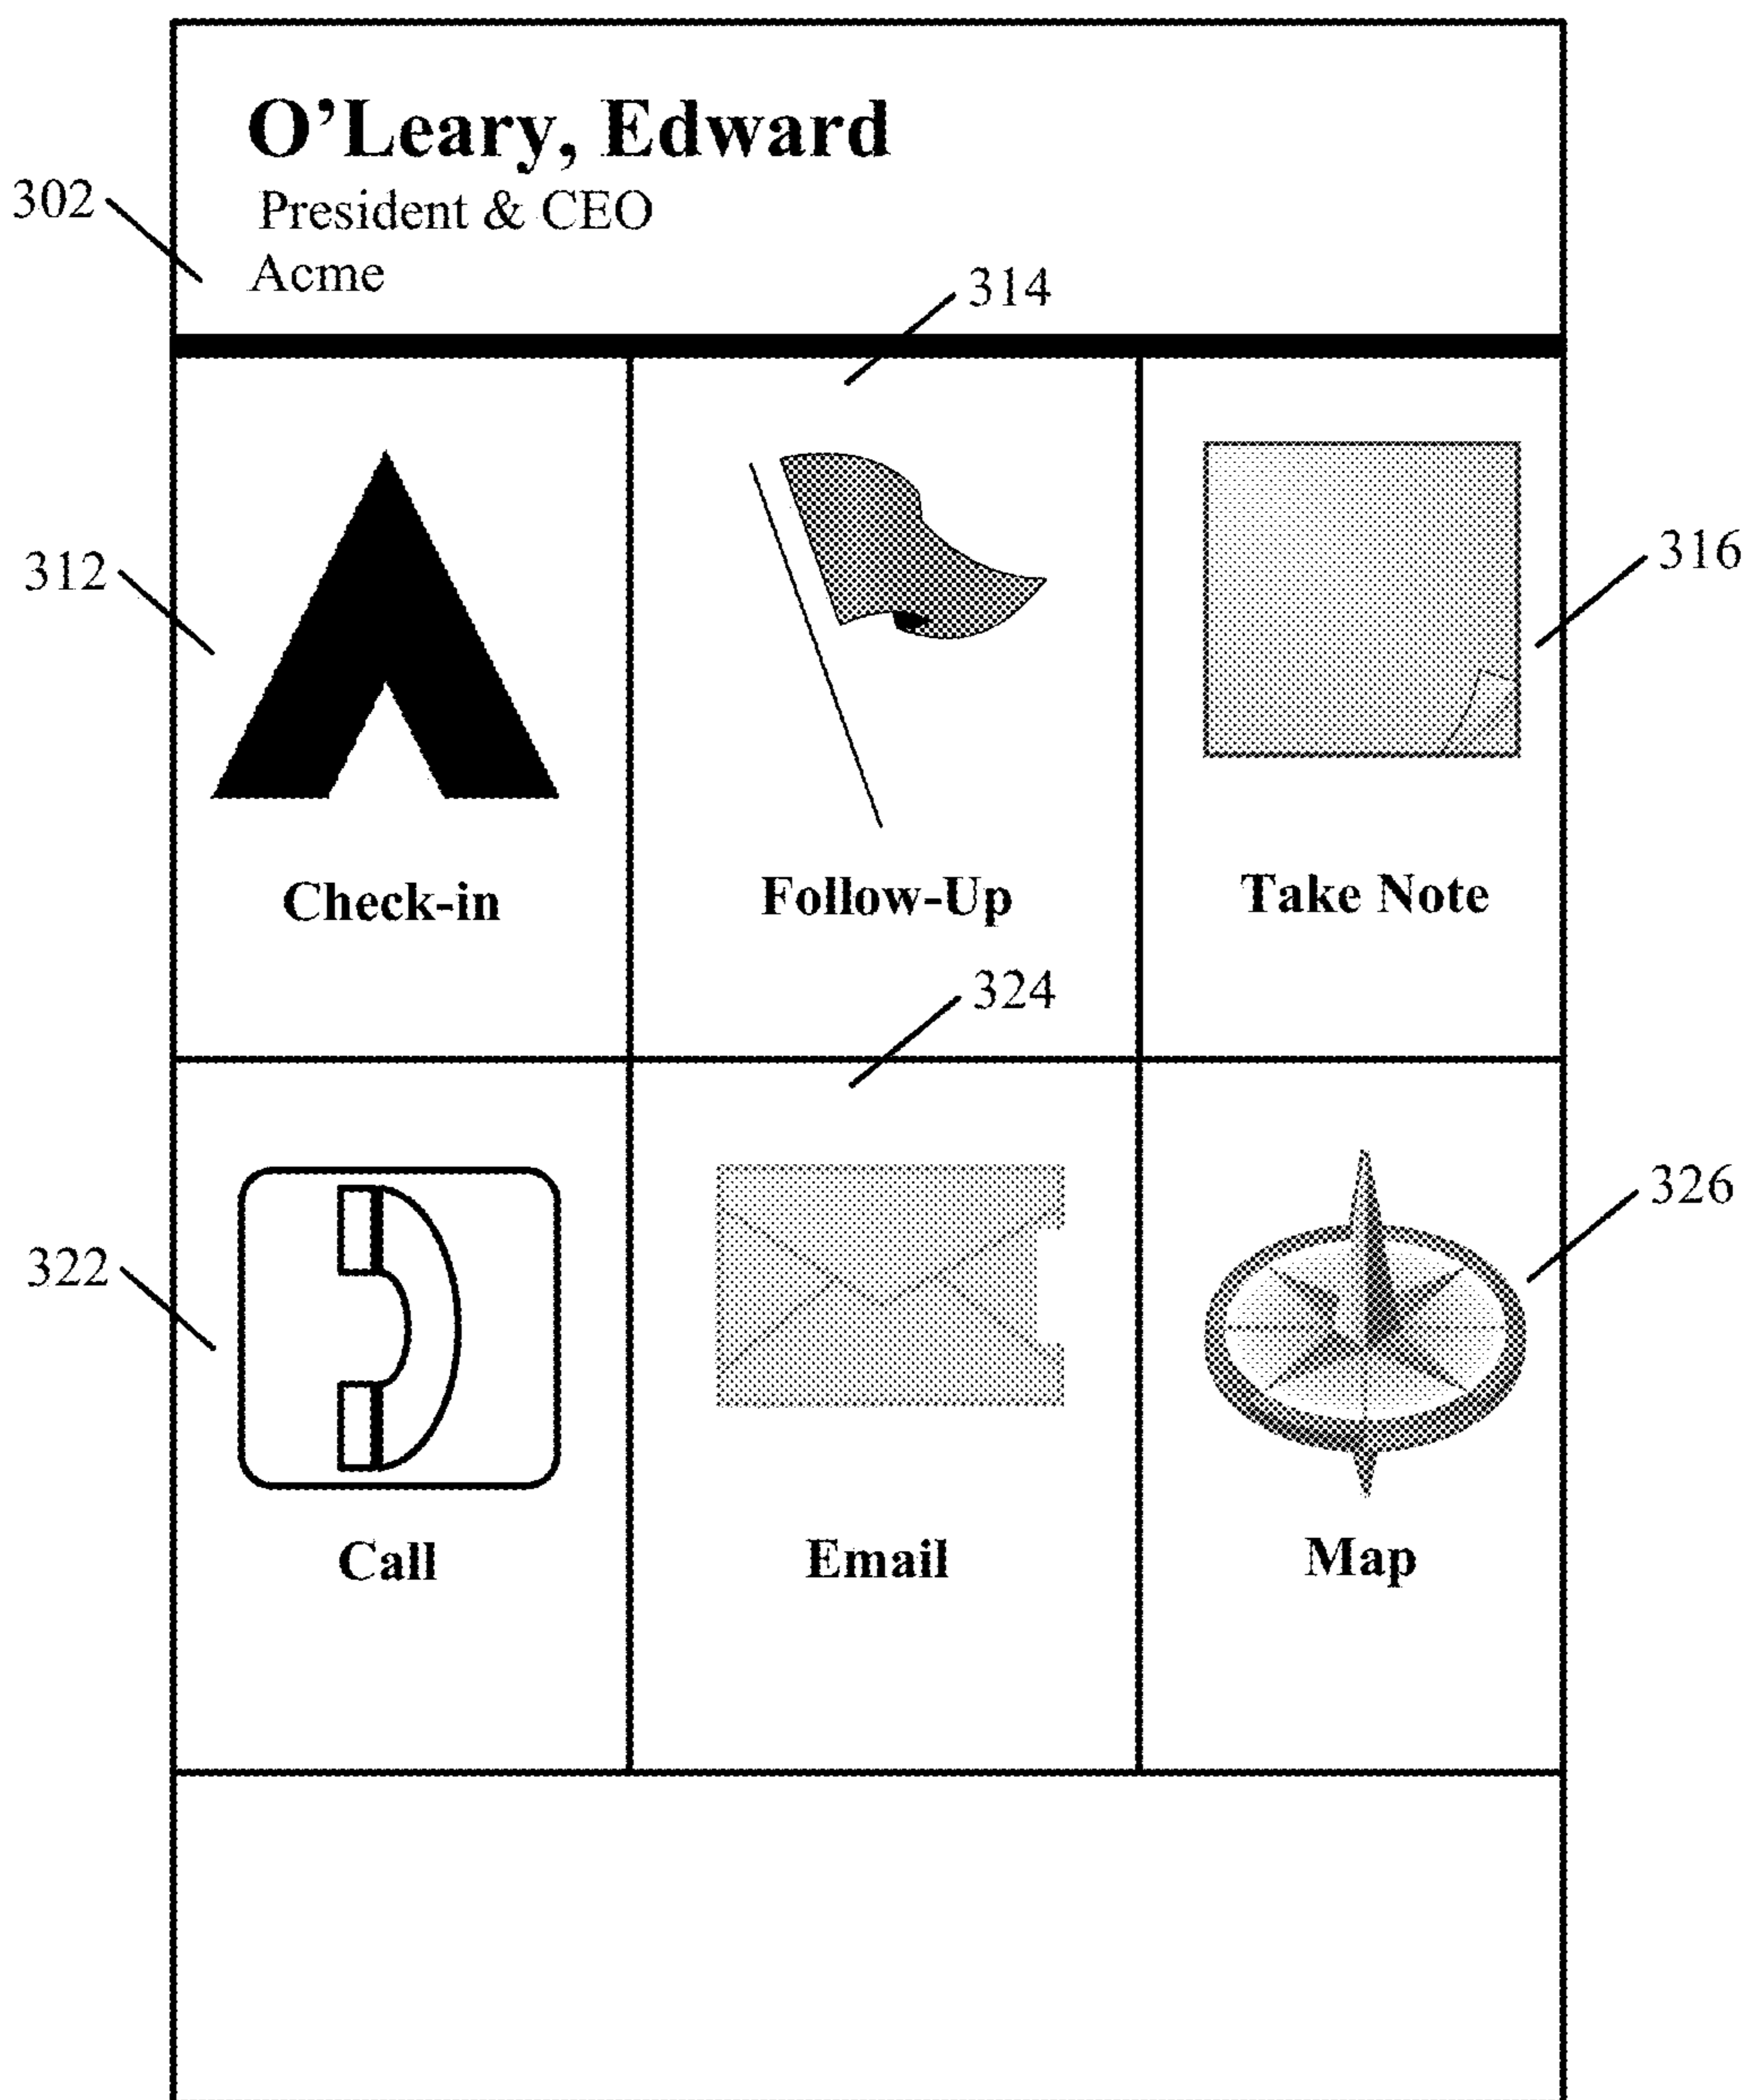 O’Leary, Edward
302
President & CEO
Acme
314
312
316
Check-in
Follow-Up
Take Note
324
322
326
Call
Email
Map